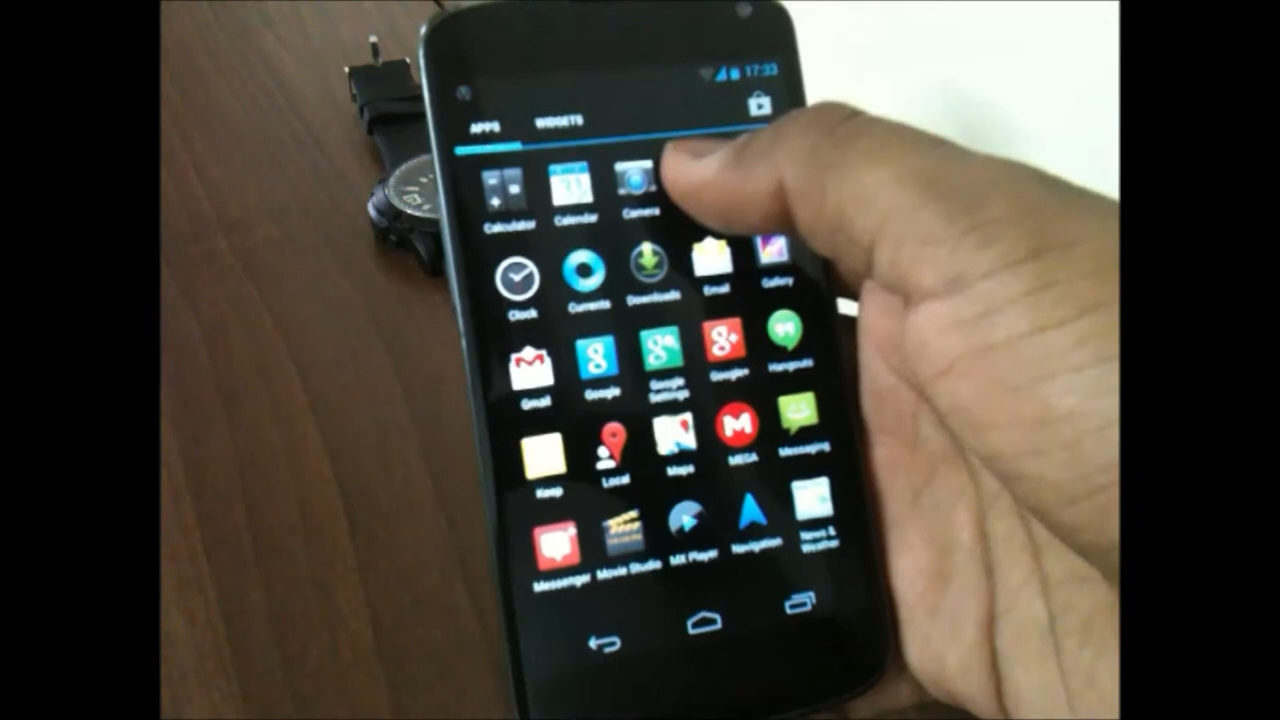 17:33
APPS WIDGETS
Calculator Calendar Camera
Clock Currents Downloads Email Gallery
Gmail Google Google Settings Google+ Hangouts
Keep Local Maps MEGA Messaging
Messenger Movie Studio MX Player Navigation News & Weather